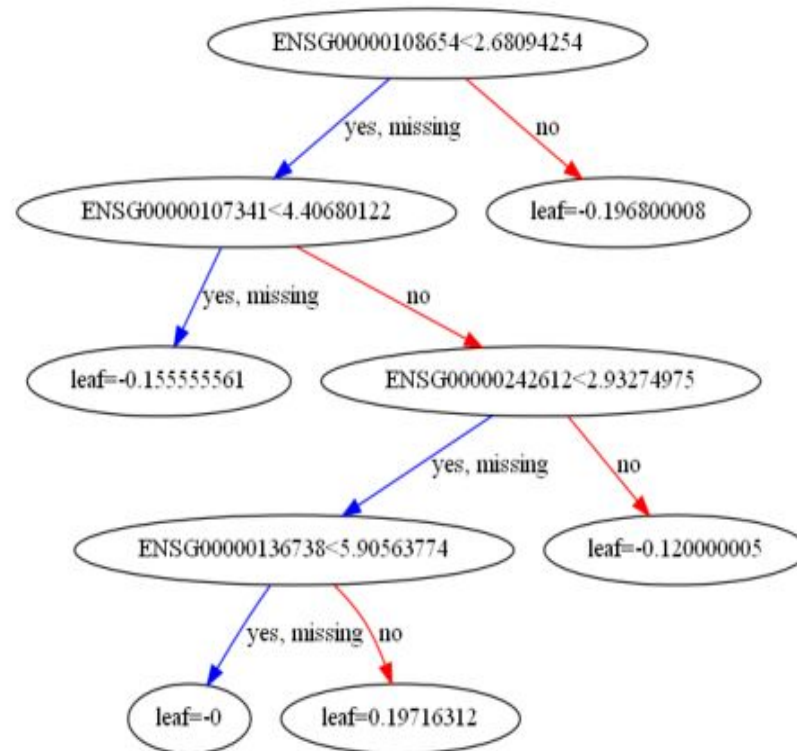 ENSG00000108654<2.68094254
yes, missing
no
ENSG00000107341<4.40680122
leaf=-0.196800008
yes, missing
no
leaf=-0.155555561
ENSG00000242612<2.93274975
yes, missing
no
ENSG00000136738<5.90563774
leaf=-0.120000005
yes, missing
no
leaf=-0
leaf=0.19716312